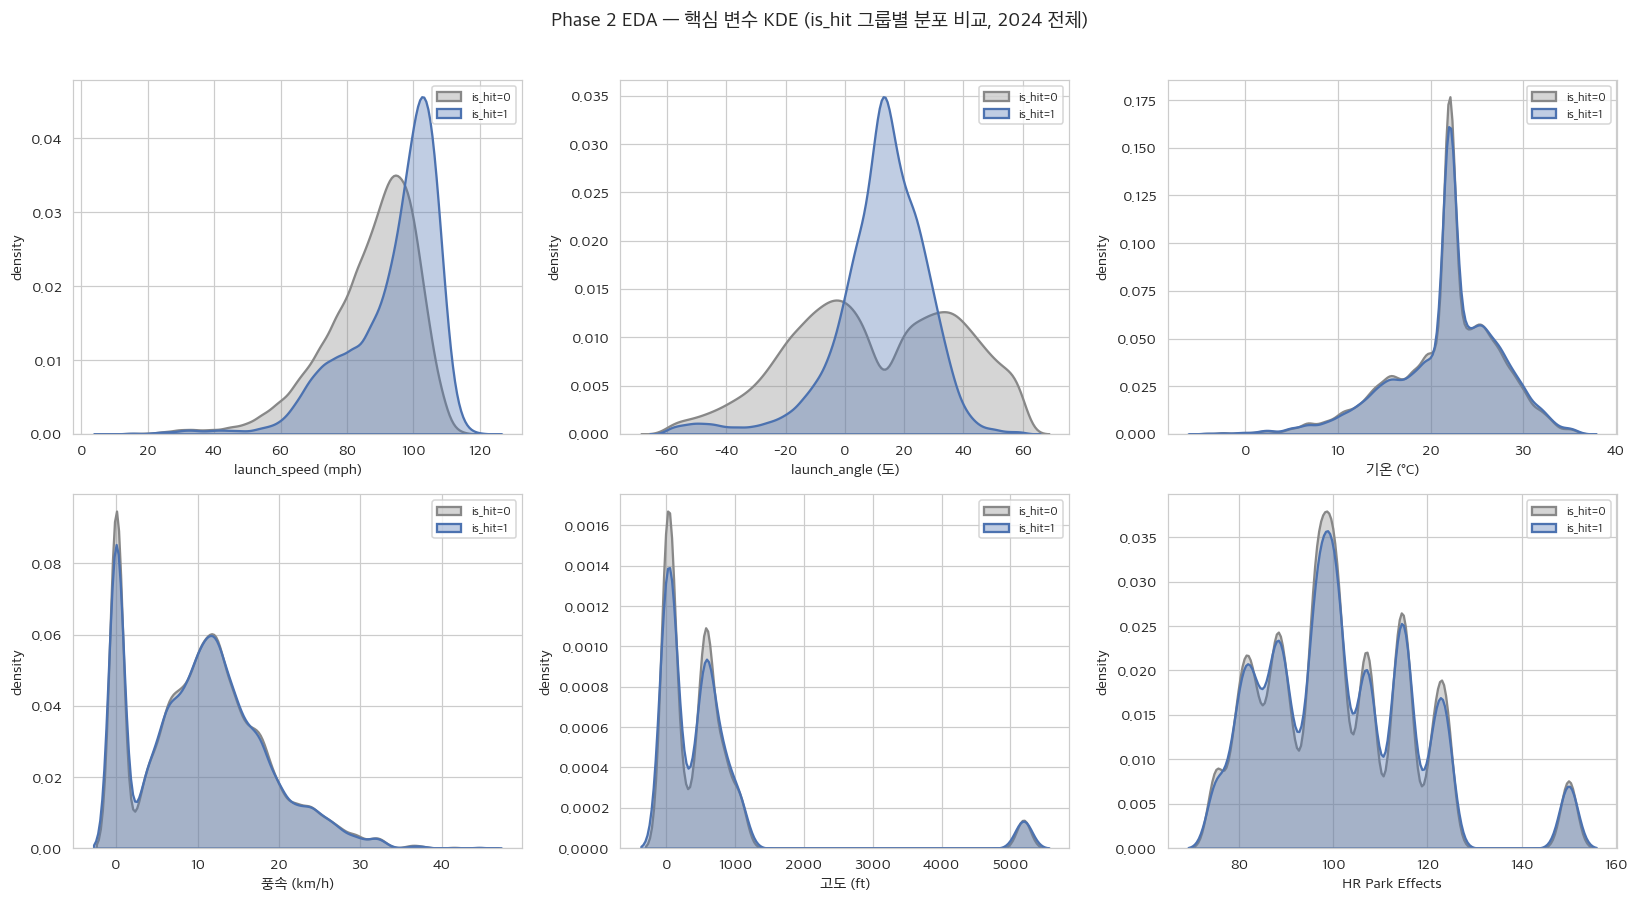 Phase 2 EDA — 핵심 변수 KDE (is_hit 그룹별 분포 비교, 2024 전체)
is_hit=0
is_hit=1
density
0.04
0.03
0.02
0.01
0.00
0 20 40 60 80 100 120
launch_speed (mph)
is_hit=0
is_hit=1
density
0.035
0.030
0.025
0.020
0.015
0.010
0.005
0.000
-60 -40 -20 0 20 40 60
launch_angle (도)
is_hit=0
is_hit=1
density
0.175
0.150
0.125
0.100
0.075
0.050
0.025
0.000
0 10 20 30 40
기온 (°C)
is_hit=0
is_hit=1
density
0.08
0.06
0.04
0.02
0.00
0 10 20 30 40
풍속 (km/h)
is_hit=0
is_hit=1
density
0.0016
0.0014
0.0012
0.0010
0.0008
0.0006
0.0004
0.0002
0.0000
0 1000 2000 3000 4000 5000
고도 (ft)
is_hit=0
is_hit=1
density
0.035
0.030
0.025
0.020
0.015
0.010
0.005
0.000
80 100 120 140 160
HR Park Effects